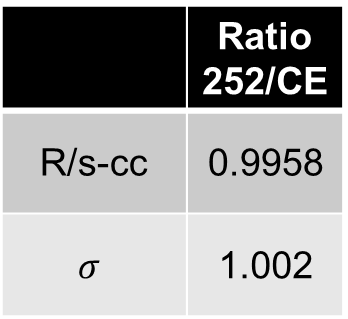 Ratio
252/CE
R/s-cc 0.9958
σ 1.002